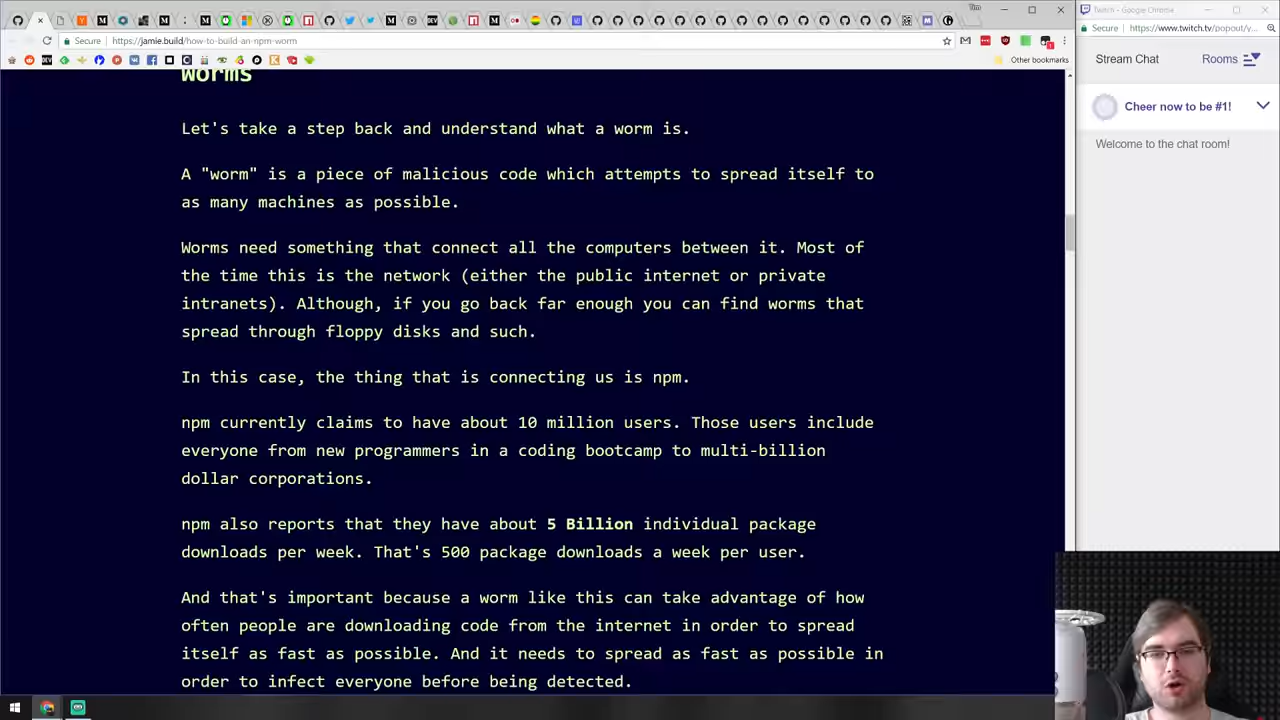 Tim
Twitch - Google Chrome
Secure
https://jamie.build/how-to-build-an-npm-worm
Secure
https://www.twitch.tv/popout/y...
Other bookmarks
Stream Chat
Rooms
Cheer now to be #1!
Welcome to the chat room!
Worms
Let's take a step back and understand what a worm is.
A "worm" is a piece of malicious code which attempts to spread itself to
as many machines as possible.
Worms need something that connect all the computers between it. Most of
the time this is the network (either the public internet or private
intranets). Although, if you go back far enough you can find worms that
spread through floppy disks and such.
In this case, the thing that is connecting us is npm.
npm currently claims to have about 10 million users. Those users include
everyone from new programmers in a coding bootcamp to multi-billion
dollar corporations.
npm also reports that they have about 5 Billion individual package
downloads per week. That's 500 package downloads a week per user.
And that's important because a worm like this can take advantage of how
often people are downloading code from the internet in order to spread
itself as fast as possible. And it needs to spread as fast as possible in
order to infect everyone before being detected.